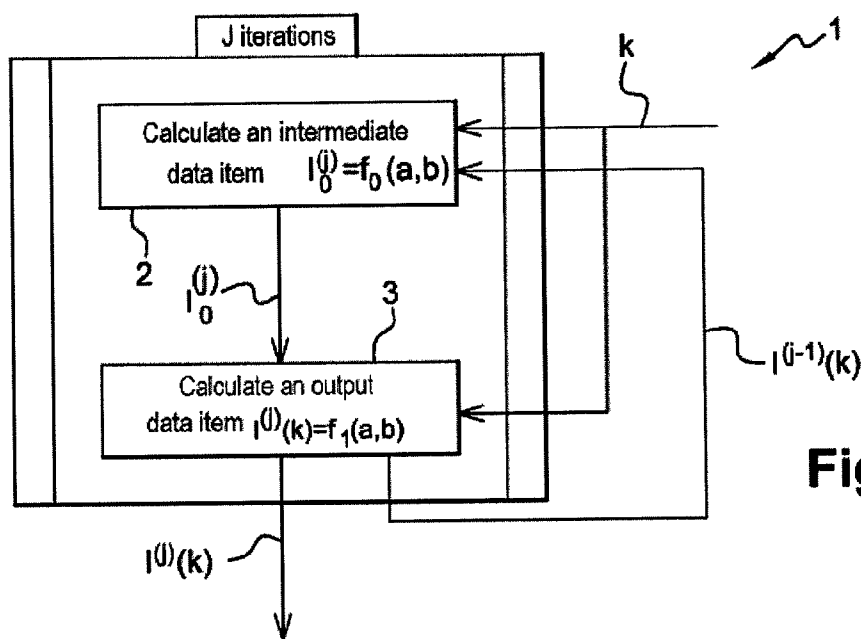 J iterations
1
k
Calculate an intermediate
data item I₀⁽ʲ⁾=f₀(a,b)
2
I₀⁽ʲ⁾
3
Calculate an output
data item I⁽ʲ⁾(k)=f₁(a,b)
I⁽ʲ⁻¹⁾(k)
Fig
I⁽ʲ⁾(k)